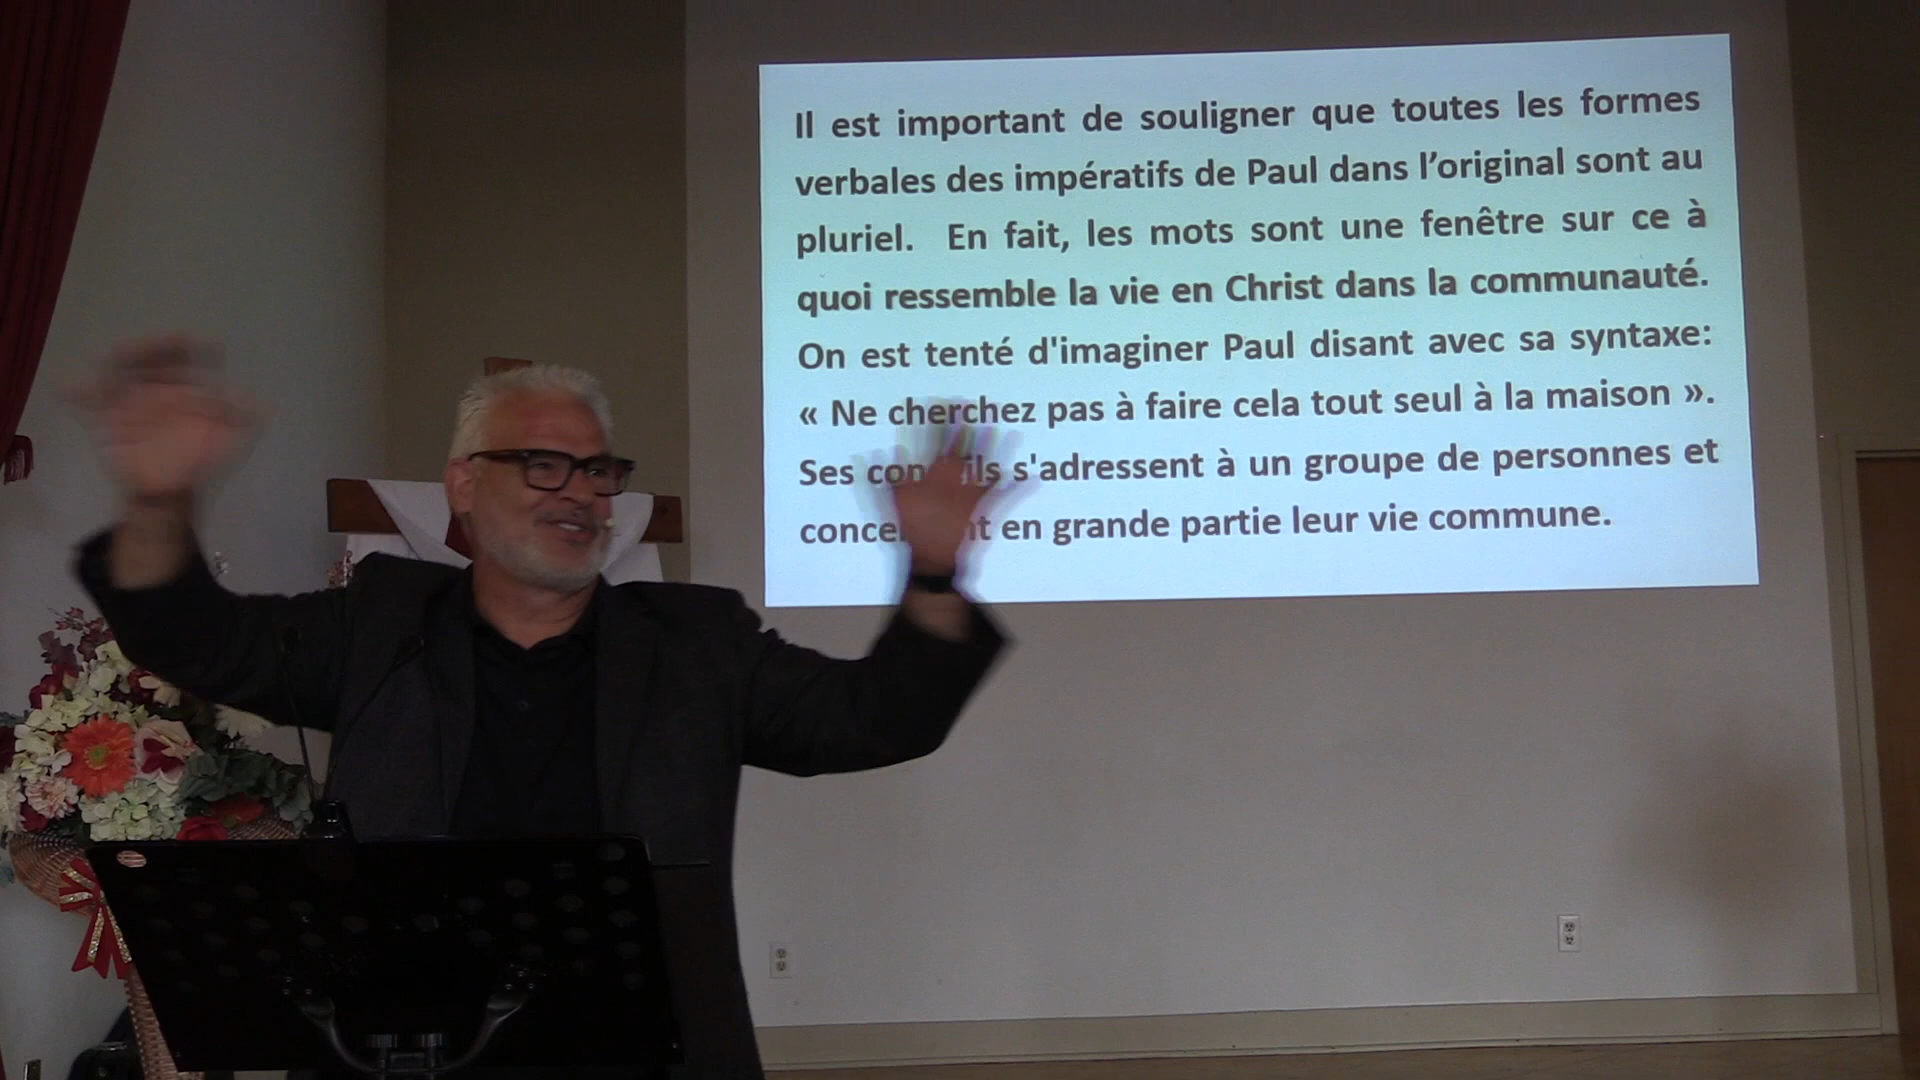 Il est important de souligner que toutes les formes
verbales des impératifs de Paul dans l’original sont au
pluriel. En fait, les mots sont une fenêtre sur ce à
quoi ressemble la vie en Christ dans la communauté.
On est tenté d'imaginer Paul disant avec sa syntaxe:
« Ne cherchez pas à faire cela tout seul à la maison ».
Ses s'adressent à un groupe de personnes et
en grande partie leur vie commune.